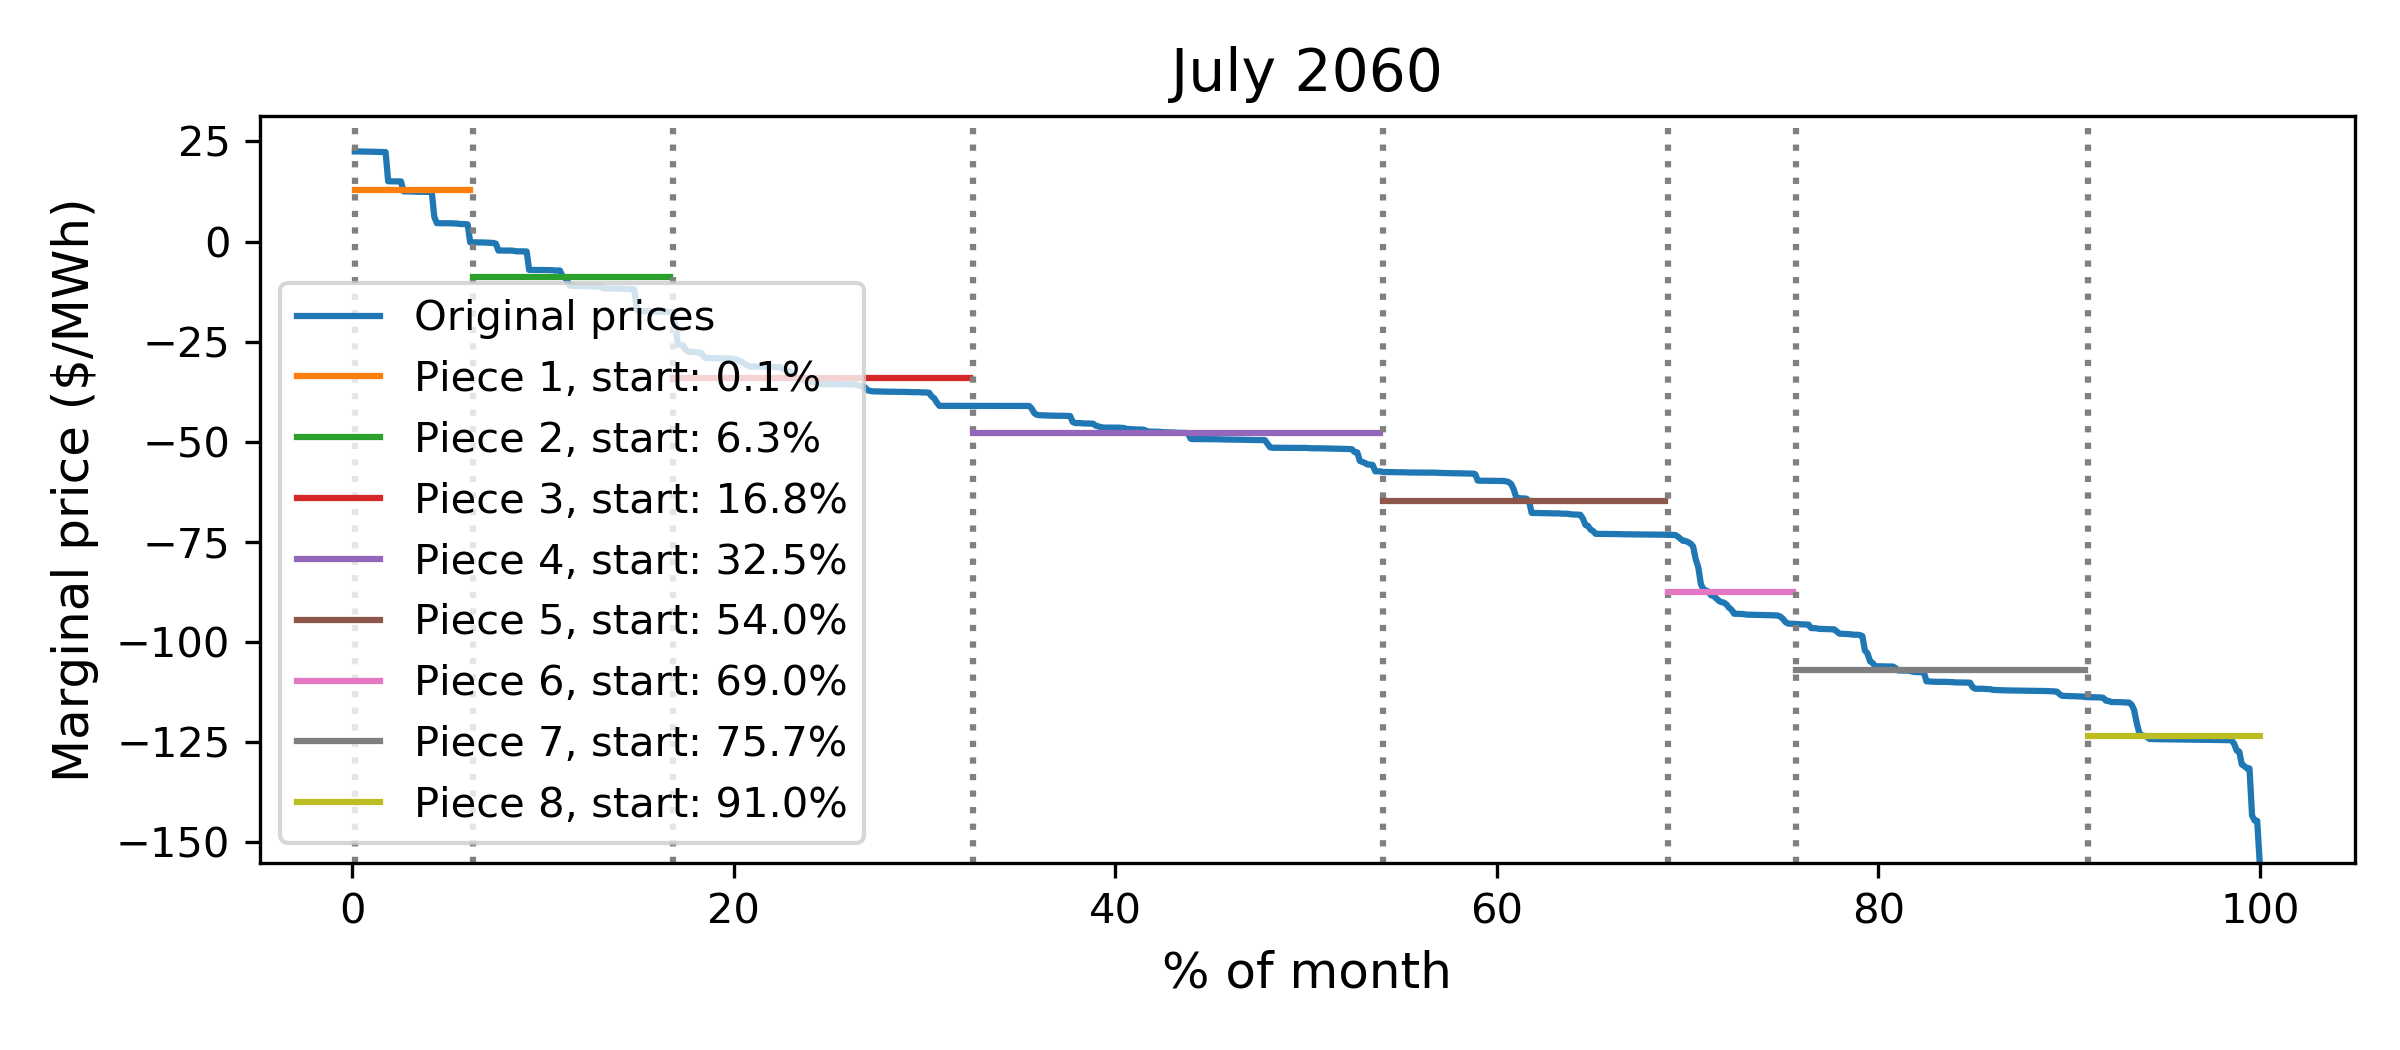 July 2060
Marginal price ($/MWh)
25
0
−25
−50
−75
−100
−125
−150
Original prices
Piece 1, start: 0.1%
Piece 2, start: 6.3%
Piece 3, start: 16.8%
Piece 4, start: 32.5%
Piece 5, start: 54.0%
Piece 6, start: 69.0%
Piece 7, start: 75.7%
Piece 8, start: 91.0%
0 20 40 60 80 100
% of month